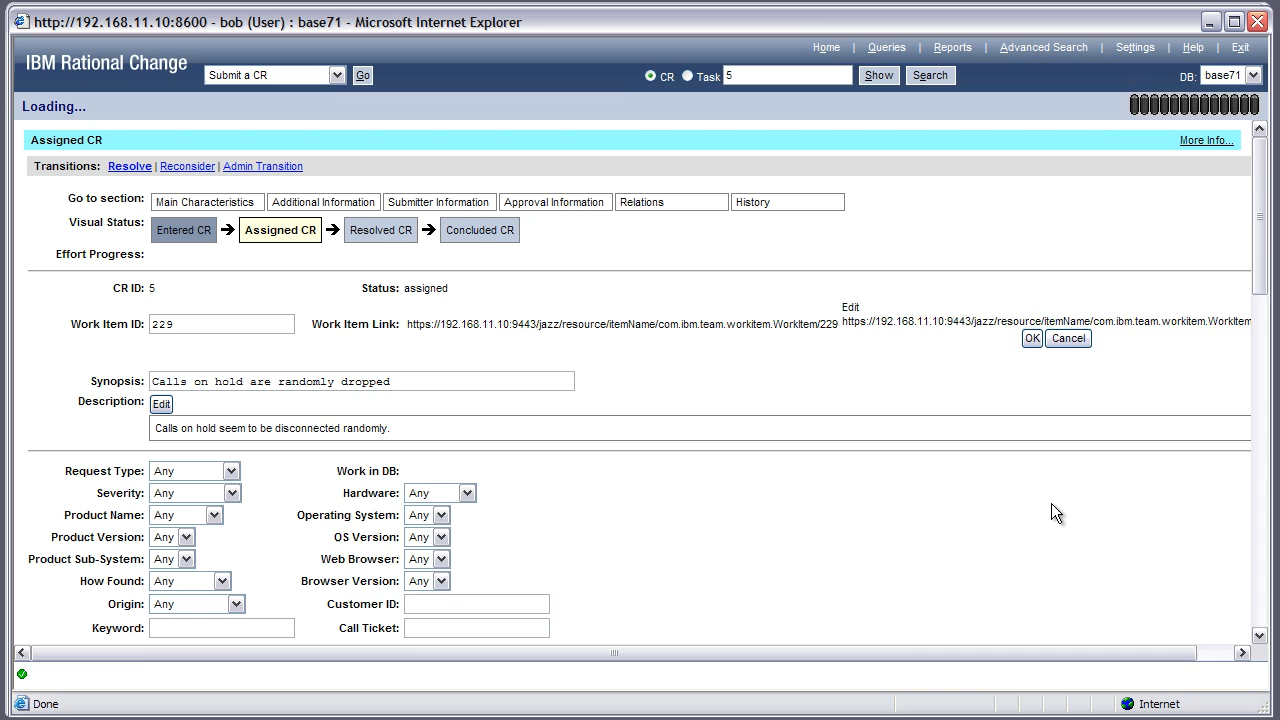 http://192.168.11.10:8600 - bob (User) : base71 - Microsoft Internet Explorer
Home | Queries | Reports | Advanced Search | Settings | Help | Exit
IBM Rational Change
Submit a CR Go CR Task 5 Show Search DB: base71
Loading...
Assigned CR More Info...
Transitions: Resolve | Reconsider | Admin Transition
Go to section: Main Characteristics Additional Information Submitter Information Approval Information Relations History
Visual Status: Entered CR Assigned CR Resolved CR Concluded CR
Effort Progress:
CR ID: 5 Status: assigned
Edit
Work Item ID: 229 Work Item Link: https://192.168.11.10:9443/jazz/resource/itemName/com.ibm.team.workitem.WorkItem/229 https://192.168.11.10:9443/jazz/resource/itemName/com.ibm.team.workitem.WorkItem
OK Cancel
Synopsis: Calls on hold are randomly dropped
Description: Edit
Calls on hold seem to be disconnected randomly.
Request Type: Any Work in DB:
Severity: Any Hardware: Any
Product Name: Any Operating System: Any
Product Version: Any OS Version: Any
Product Sub-System: Any Web Browser: Any
How Found: Any Browser Version: Any
Origin: Any Customer ID:
Keyword: Call Ticket:
Done Internet